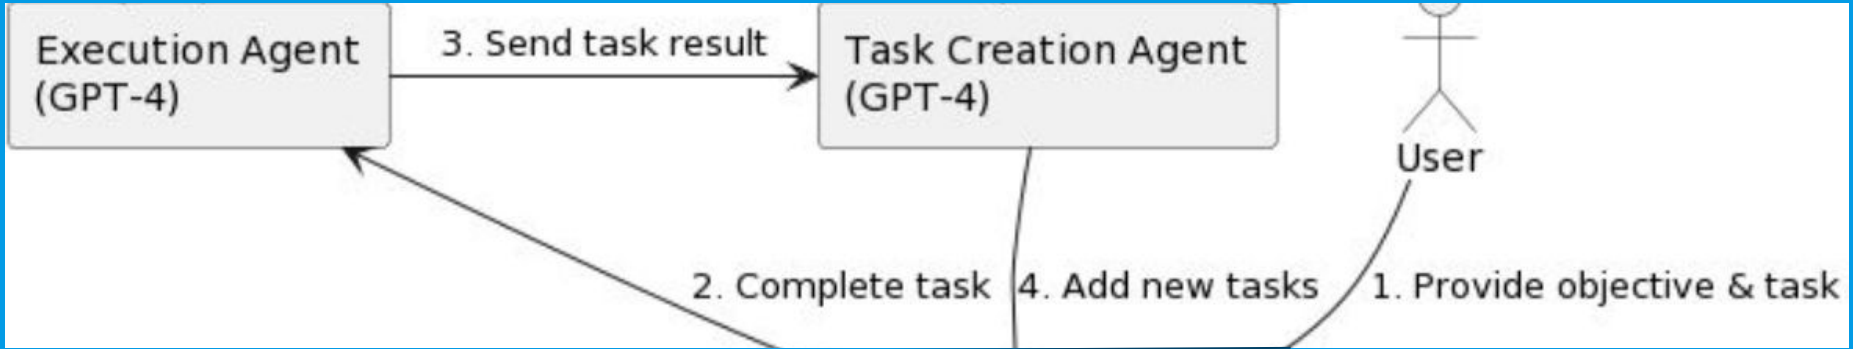 Execution Agent
(GPT-4)
3. Send task result
Task Creation Agent
(GPT-4)
User
2. Complete task
4. Add new tasks
1. Provide objective & task